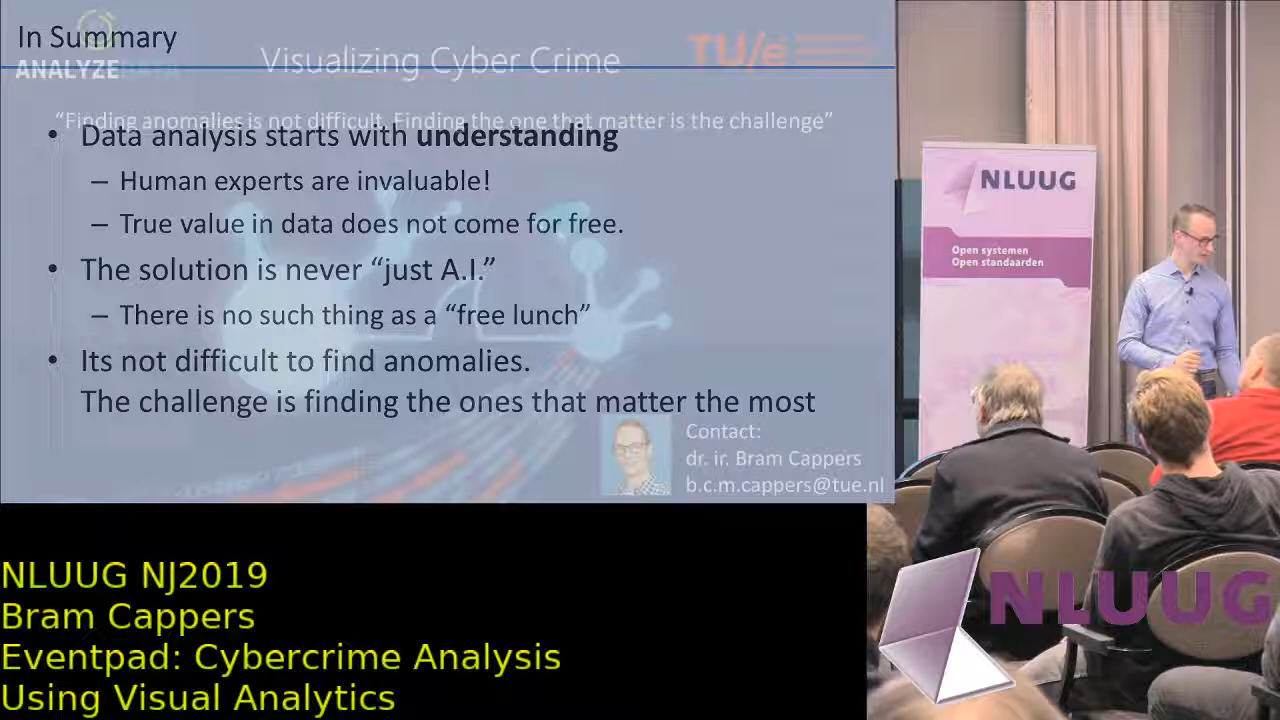 In Summary
ANALYZEDATA
Visualizing Cyber Crime
TU/e
“Finding anomalies is not difficult. Finding the one that matter is the challenge”
• Data analysis starts with understanding
– Human experts are invaluable!
– True value in data does not come for free.
• The solution is never “just A.I.”
– There is no such thing as a “free lunch”
• Its not difficult to find anomalies.
The challenge is finding the ones that matter the most
Contact:
dr. ir. Bram Cappers
b.c.m.cappers@tue.nl
NLUUG
Open systemen
Open standaarden
NLUUG
NLUUG NJ2019
Bram Cappers
Eventpad: Cybercrime Analysis
Using Visual Analytics